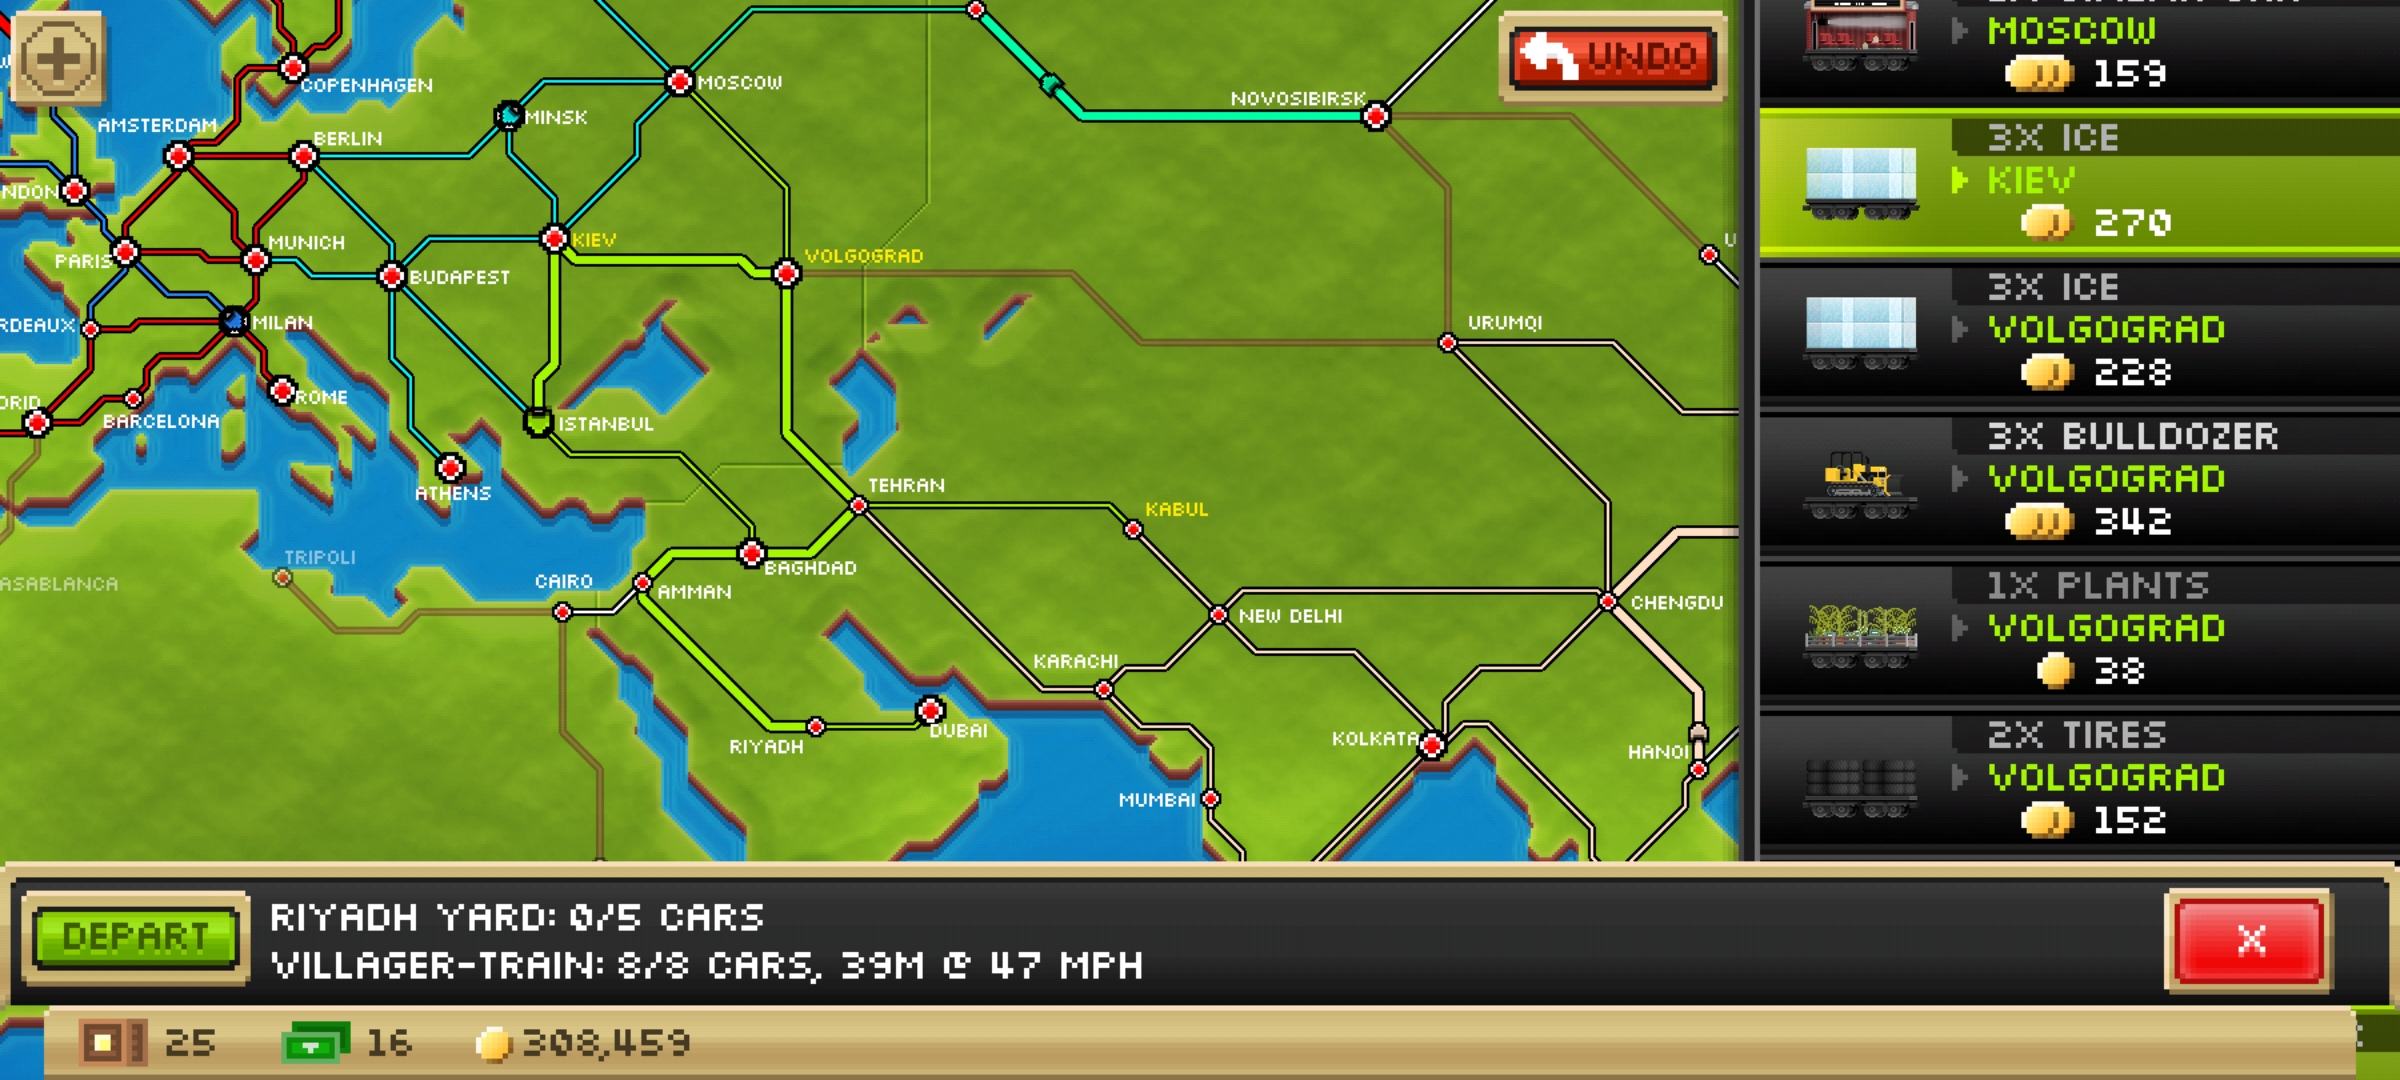 UNDO
COPENHAGEN
AMSTERDAM
BERLIN
NDON
PARIS
MUNICH
BUDAPEST
RDEAUX
MILAN
ROME
ORID
BARCELONA
ATHENS
MOSCOW
MINSK
KIEV
VOLGOGRAD
ISTANBUL
NOVOSIBIRSK
U
URUMQI
TEHRAN
KABUL
BAGHDAD
AMMAN
CAIRO
TRIPOLI
ASABLANCA
RIYADH
DUBAI
KARACHI
NEW DELHI
MUMBAI
KOLKATA
CHENGDU
HANOI
MOSCOW
159
3X ICE
KIEV
270
3X ICE
VOLGOGRAD
228
3X BULLDOZER
VOLGOGRAD
342
1X PLANTS
VOLGOGRAD
38
2X TIRES
VOLGOGRAD
152
DEPART
RIYADH YARD: 0/5 CARS
VILLAGER-TRAIN: 8/8 CARS, 39M @ 47 MPH
X
25
16
308,459